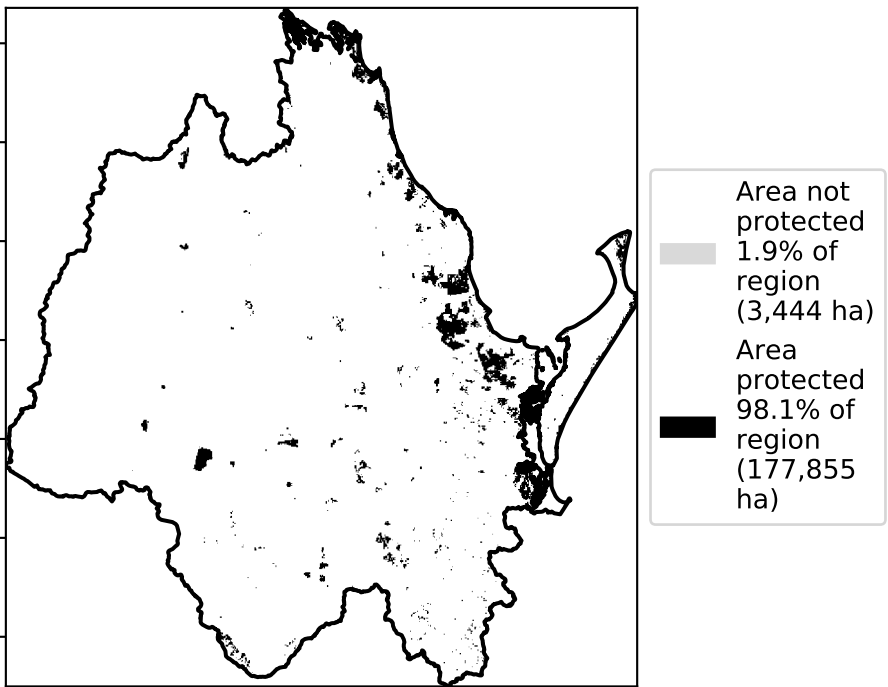 Area not
protected
1.9% of
region
(3,444 ha)
Area
protected
98.1% of
region
(177,855
ha)